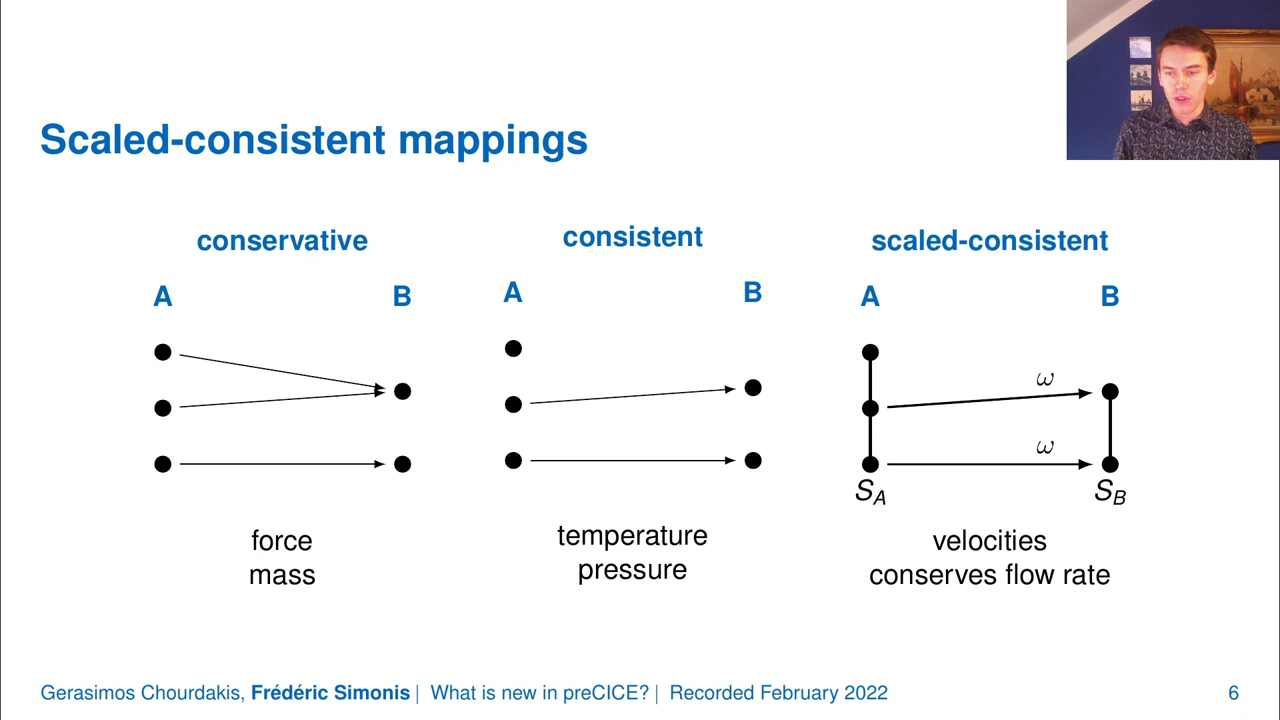 Scaled-consistent mappings
conservative
A B
force
mass
consistent
A B
temperature
pressure
scaled-consistent
A B
ω
ω
S_A S_B
velocities
conserves flow rate
Gerasimos Chourdakis, Frédéric Simonis | What is new in preCICE? | Recorded February 2022 6